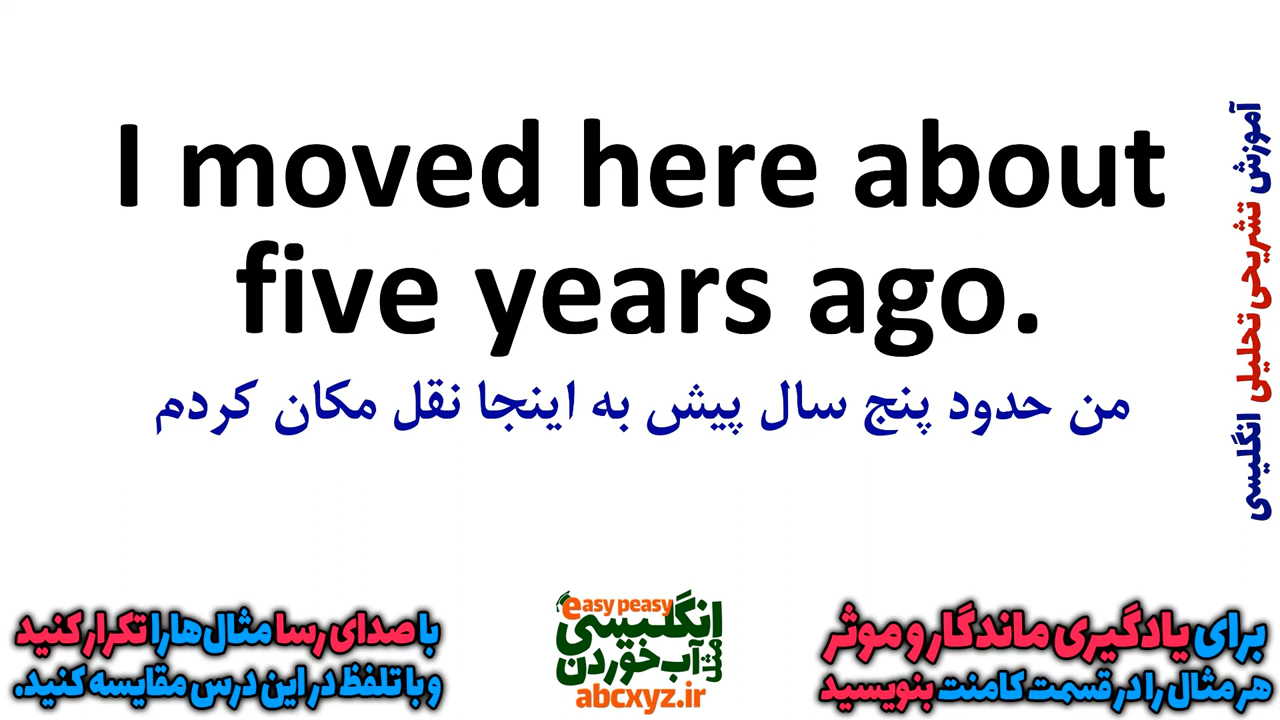 I moved here about
five years ago.
من حدود پنج سال پیش به اینجا نقل مکان کردم
آموزش تشریحی تحلیلی انگلیسی
برای یادگیری ماندگار و موثر
هر مثال را در قسمت کامنت بنویسید
easy peasy
انگلیسی
مثل آب خوردن
abcxyz.ir
با صدای رسا مثال‌ها را تکرار کنید
و با تلفظ در این درس مقایسه کنید.